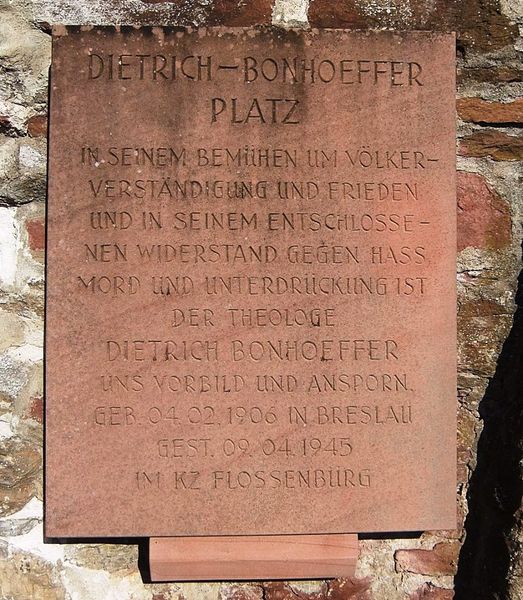 DIETRICH-BONHOEFFER
PLATZ
IN SEINEM BEMÜHEN UM VÖLKER-
VERSTÄNDIGUNG UND FRIEDEN
UND IN SEINEM ENTSCHLOSSE-
NEN WIDERSTAND GEGEN HASS,
MORD UND UNTERDRÜCKUNG IST
DER THEOLOGE
DIETRICH BONHOEFFER
UNS VORBILD UND ANSPORN.
GEB. 04.02.1906 IN BRESLAU
GEST. 09.04.1945
IM KZ FLOSSENBÜRG